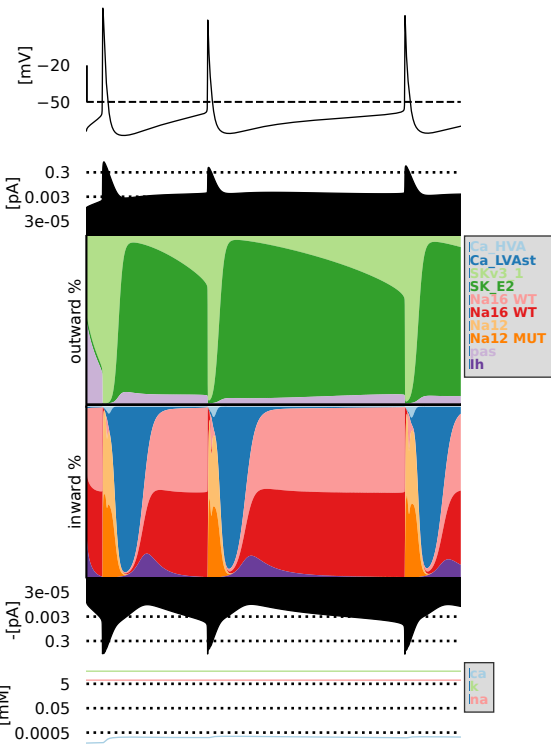 [mV]
−20
−50
[pA]
0.3
0.003
3e-05
outward %
Ca_HVA
Ca_LVAst
SKv3_1
SK_E2
Na16 WT
Na16 WT
Na12
Na12 MUT
pas
Ih
inward %
-[pA]
3e-05
0.003
0.3
[mM]
5
0.05
0.0005
ca
k
na